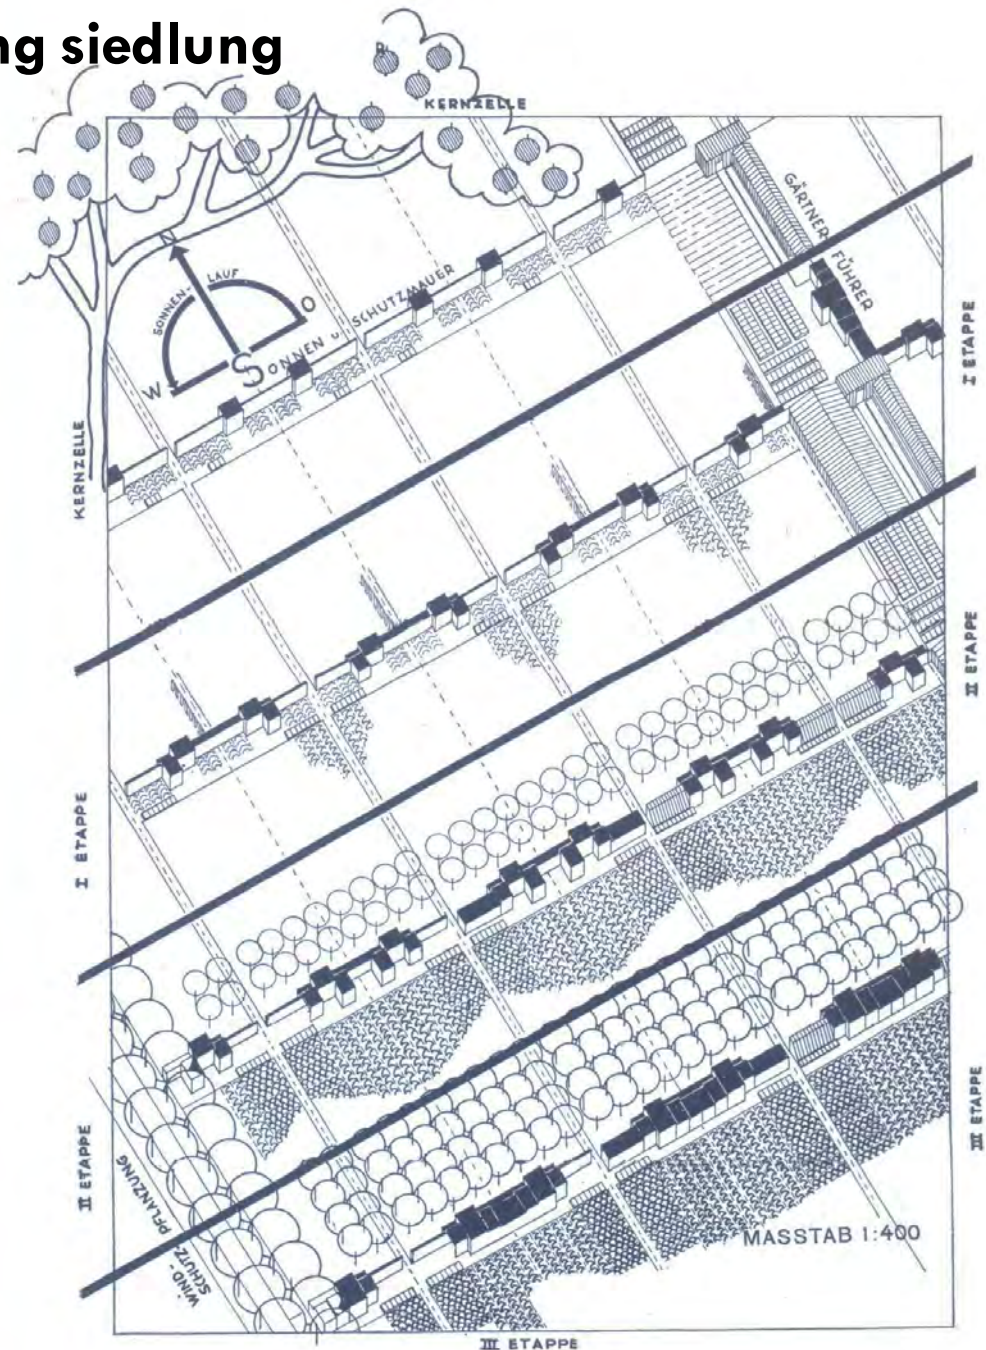 ng siedlung
KERNZELLE
GÄRTNER FÜHRER
N
SONNEN-LAUF
O
W
S
SONNEN U SCHUTZMAUER
KERNZELLE
I ETAPPE
II ETAPPE
I ETAPPE
II ETAPPE
III ETAPPE
WIND-
SCHUTZ PFLANZUNG
MASSTAB 1:400
III ETAPPE